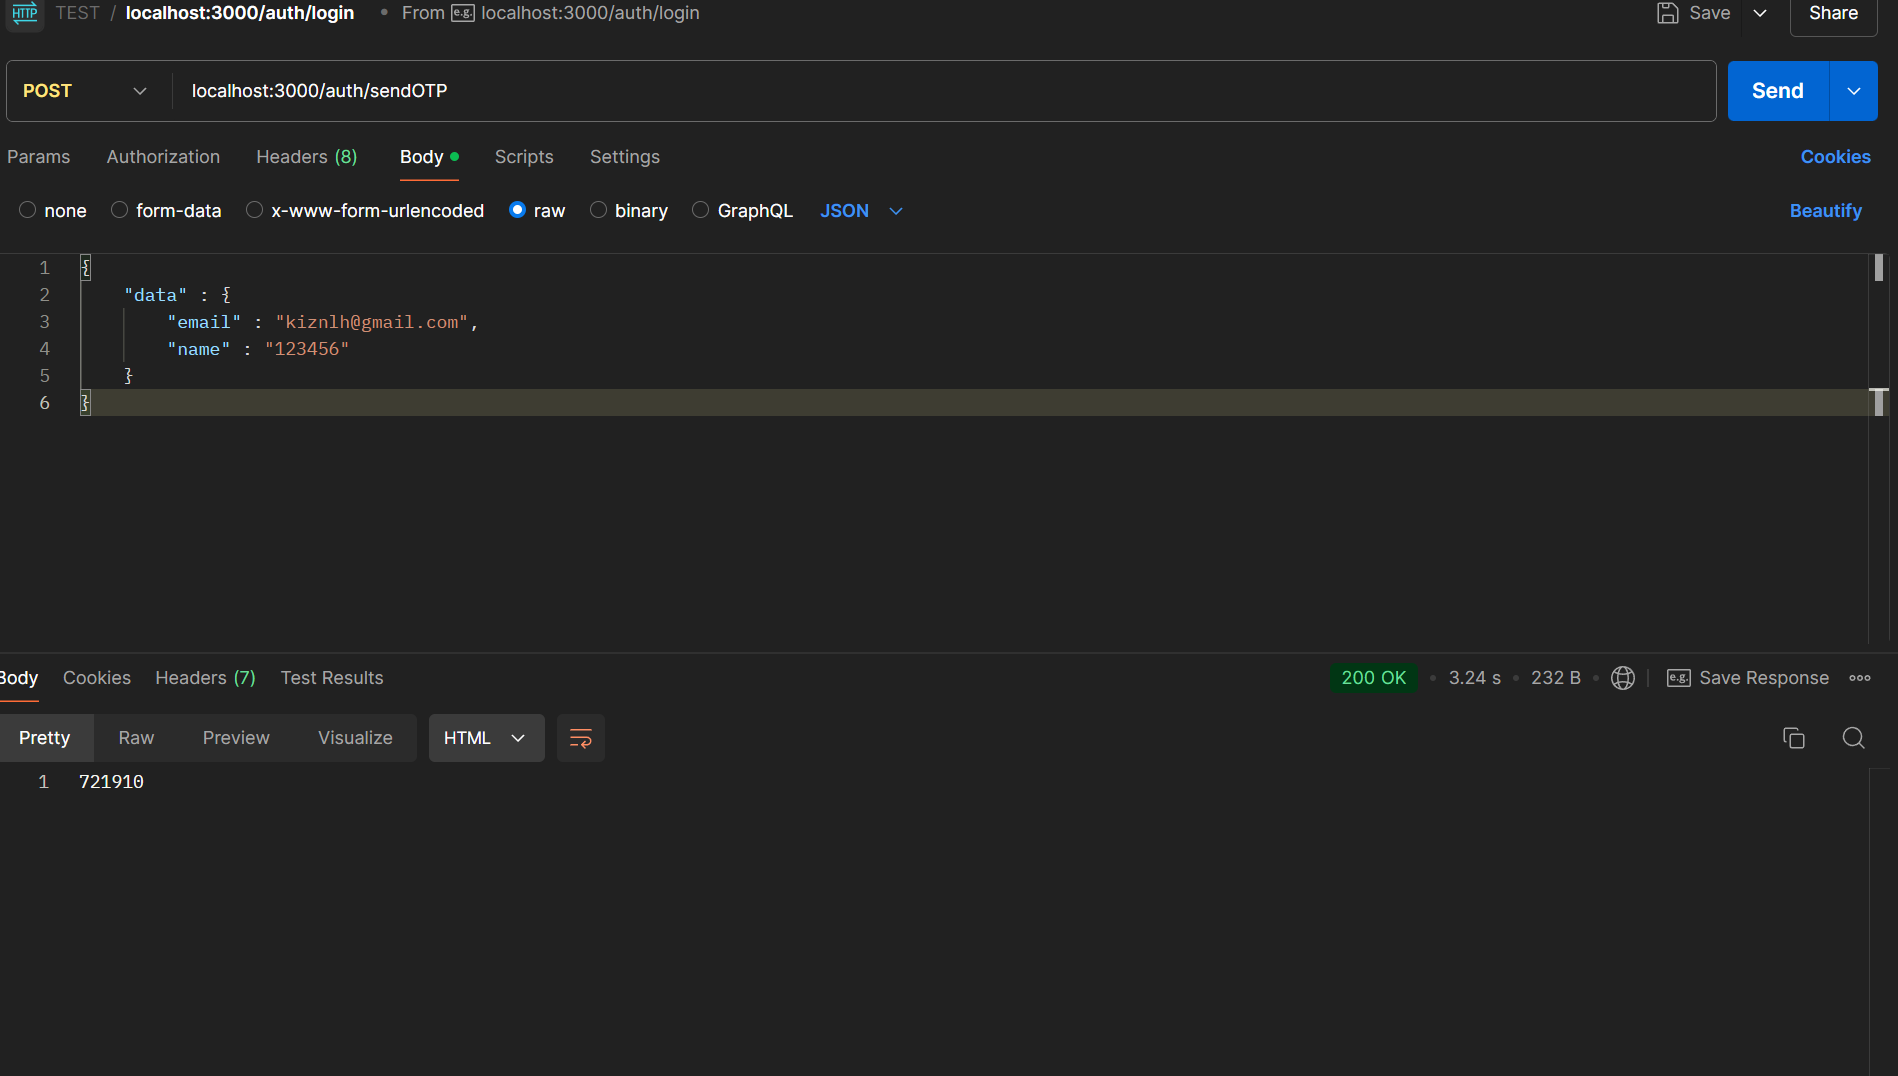 HTTP TEST / localhost:3000/auth/login • From e.g. localhost:3000/auth/login Save Share
POST localhost:3000/auth/sendOTP Send
Params Authorization Headers (8) Body Scripts Settings Cookies
none form-data x-www-form-urlencoded raw binary GraphQL JSON Beautify
1 {
2 "data" : {
3 "email" : "kiznlh@gmail.com",
4 "name" : "123456"
5 }
6 }
Body Cookies Headers (7) Test Results 200 OK • 3.24 s • 232 B • e.g. Save Response
Pretty Raw Preview Visualize HTML
1 721910